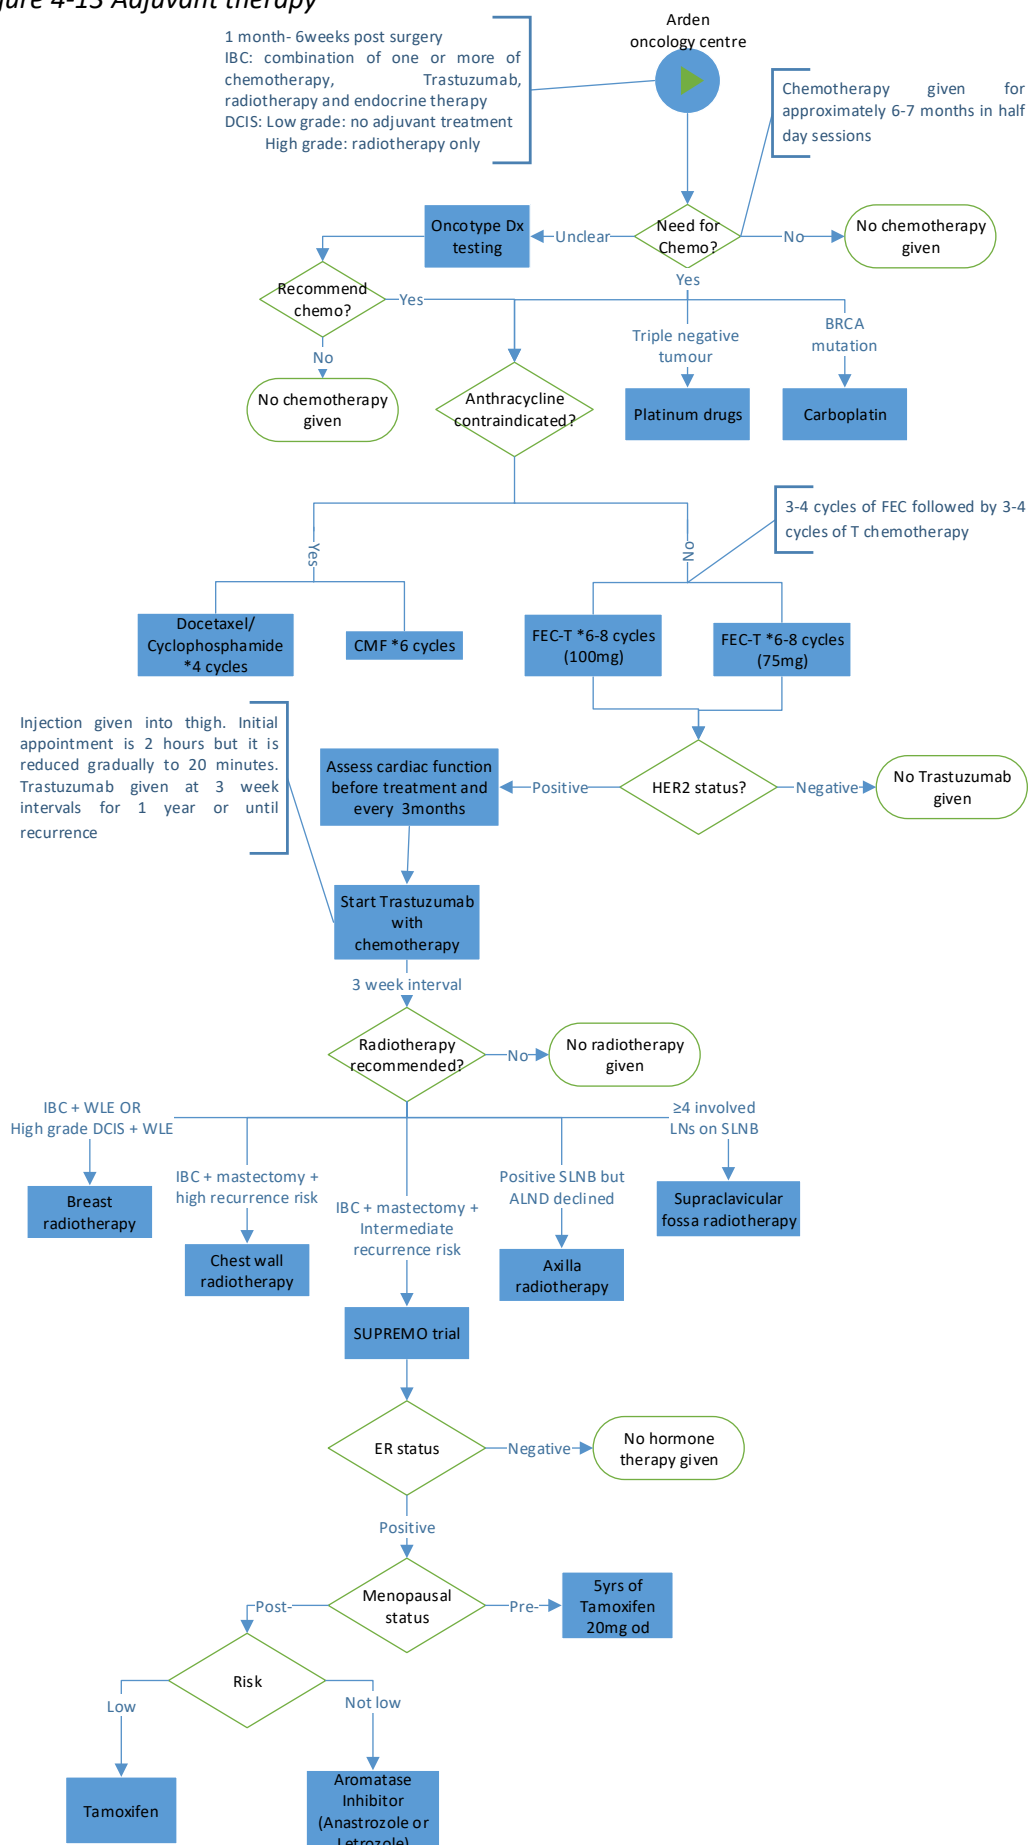 gure 4-13 Adjuvant therapy
Arden
oncology centre
1 month- 6weeks post surgery
IBC: combination of one or more of
chemotherapy, Trastuzumab,
radiotherapy and endocrine therapy
DCIS: Low grade: no adjuvant treatment
High grade: radiotherapy only
Chemotherapy given for
approximately 6-7 months in half
day sessions
Oncotype Dx
testing
Unclear
Need for
Chemo?
No
No chemotherapy
given
Recommend
chemo?
Yes
Yes
No
No chemotherapy
given
Anthracycline
contraindicated?
Triple negative
tumour
Platinum drugs
BRCA
mutation
Carboplatin
Yes
No
3-4 cycles of FEC followed by 3-4
cycles of T chemotherapy
Docetaxel/
Cyclophosphamide
*4 cycles
CMF *6 cycles
FEC-T *6-8 cycles
(100mg)
FEC-T *6-8 cycles
(75mg)
Injection given into thigh. Initial
appointment is 2 hours but it is
reduced gradually to 20 minutes.
Trastuzumab given at 3 week
intervals for 1 year or until
recurrence
Assess cardiac function
before treatment and
every 3months
Positive
HER2 status?
Negative
No Trastuzumab
given
Start Trastuzumab
with
chemotherapy
3 week interval
Radiotherapy
recommended?
No
No radiotherapy
given
IBC + WLE OR
High grade DCIS + WLE
Breast
radiotherapy
IBC + mastectomy +
high recurrence risk
Chest wall
radiotherapy
IBC + mastectomy +
Intermediate
recurrence risk
SUPREMO trial
Positive SLNB but
ALND declined
Axilla
radiotherapy
≥4 involved
LNs on SLNB
Supraclavicular
fossa radiotherapy
ER status
Negative
No hormone
therapy given
Positive
Menopausal
status
Post-
Pre-
5yrs of
Tamoxifen
20mg od
Risk
Low
Not low
Tamoxifen
Aromatase
Inhibitor
(Anastrozole or
Letrozole)